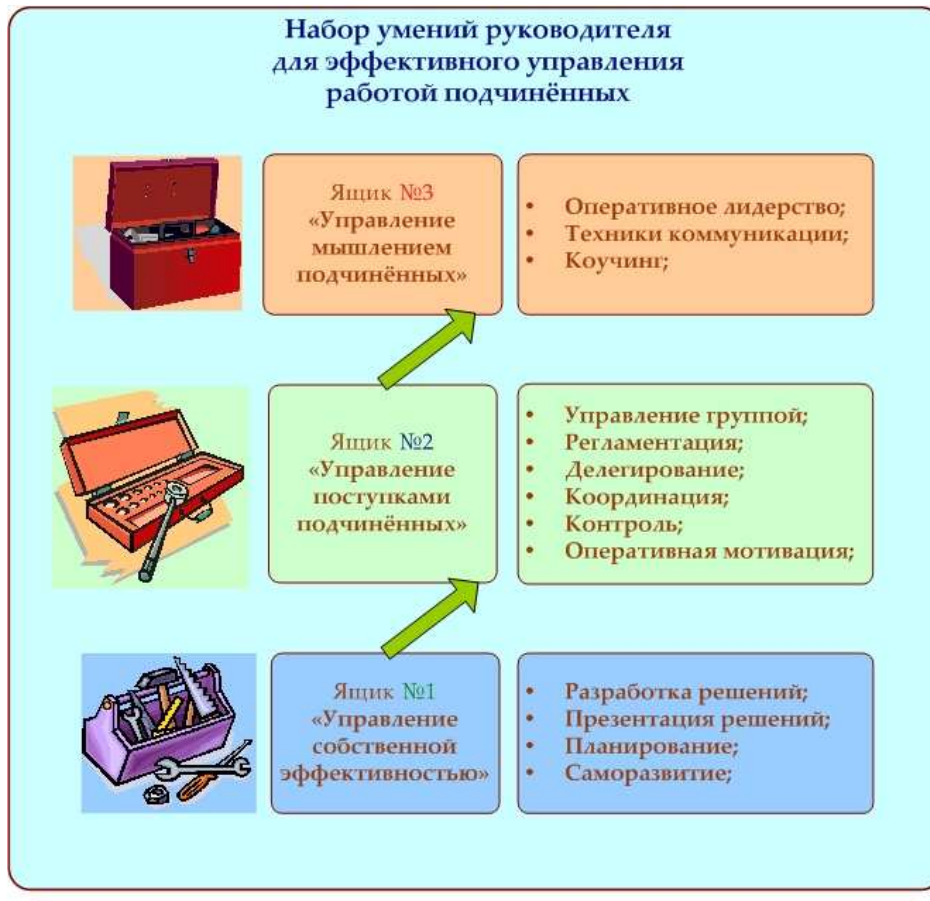 Набор умений руководителя
для эффективного управления
работой подчинённых
Ящик №3
«Управление
мышлением
подчинённых»
• Оперативное лидерство;
• Техники коммуникации;
• Коучинг;
Ящик №2
«Управление
поступками
подчинённых»
• Управление группой;
• Регламентация;
• Делегирование;
• Координация;
• Контроль;
• Оперативная мотивация;
Ящик №1
«Управление
собственной
эффективностью»
• Разработка решений;
• Презентация решений;
• Планирование;
• Саморазвитие;